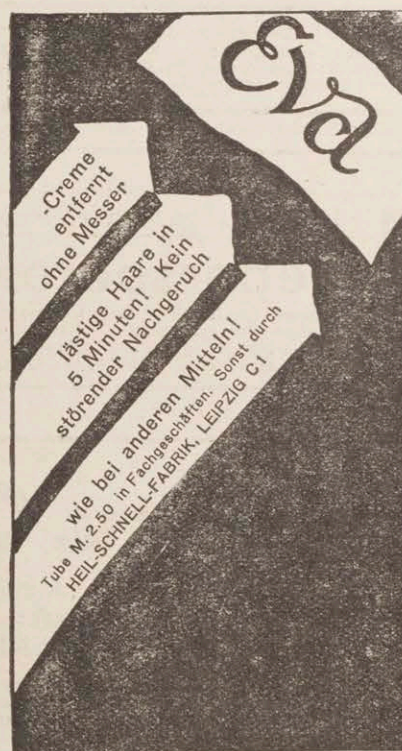 Eva
-Creme
entfernt
ohne Messer
lästige Haare in
5 Minuten! Kein
störender Nachgeruch
wie bei anderen Mitteln!
Tube M. 2.50 in Fachgeschäften. Sonst durch
HEIL-SCHNELL-FABRIK, LEIPZIG C 1